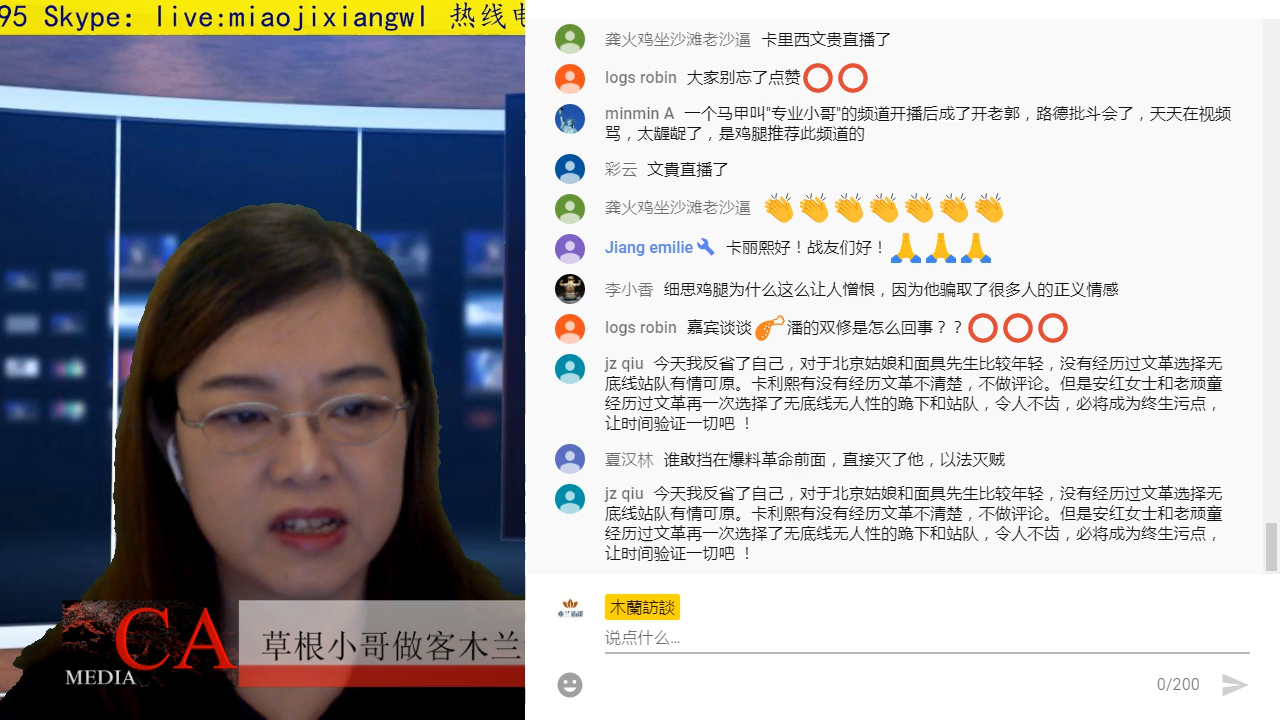 95 Skype: live:miaojixiangwl 热线电
CA
MEDIA
草根小哥做客木兰
龚火鸡坐沙滩老沙逼 卡里西文贵直播了
logs robin 大家别忘了点赞⭕⭕
minmin A 一个马甲叫"专业小哥"的频道开播后成了开老郭，路德批斗会了，天天在视频
骂，太龌龊了，是鸡腿推荐此频道的
彩云 文貴直播了
龚火鸡坐沙滩老沙逼 👏👏👏👏👏👏👏
Jiang emilie 卡丽熙好！战友们好！🙏🙏🙏
李小香 细思鸡腿为什么这么让人憎恨，因为他骗取了很多人的正义情感
logs robin 嘉宾谈谈🍗潘的双修是怎么回事？？⭕⭕⭕
jz qiu 今天我反省了自己，对于北京姑娘和面具先生比较年轻，没有经历过文革选择无
底线站队有情可原。卡利熙有没有经历文革不清楚，不做评论。但是安红女士和老顽童
经历过文革再一次选择了无底线无人性的跪下和站队，令人不齿，必将成为终生污点，
让时间验证一切吧 ！
夏汉林 谁敢挡在爆料革命前面，直接灭了他，以法灭贼
jz qiu 今天我反省了自己，对于北京姑娘和面具先生比较年轻，没有经历过文革选择无
底线站队有情可原。卡利熙有没有经历文革不清楚，不做评论。但是安红女士和老顽童
经历过文革再一次选择了无底线无人性的跪下和站队，令人不齿，必将成为终生污点，
让时间验证一切吧 ！
木蘭訪談
说点什么...
0/200